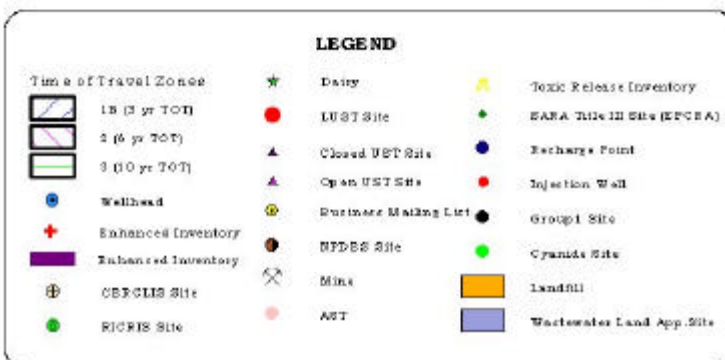 LEGEND
Time of Travel Zones
1B (3 yr TOT)
2 (6 yr TOT)
3 (10 yr TOT)
Wellhead
Enhanced Inventory
Enhanced Inventory
CERCLIS Site
RICRIS Site
Dairy
LUST Site
Closed UST Site
Open UST Site
Business Mailing List
NPDES Site
Mine
AST
Toxic Release Inventory
SARA Title III Site (EPCRA)
Recharge Point
Injection Well
Group1 Site
Cyanide Site
Landfill
Wastewater Land App. Site